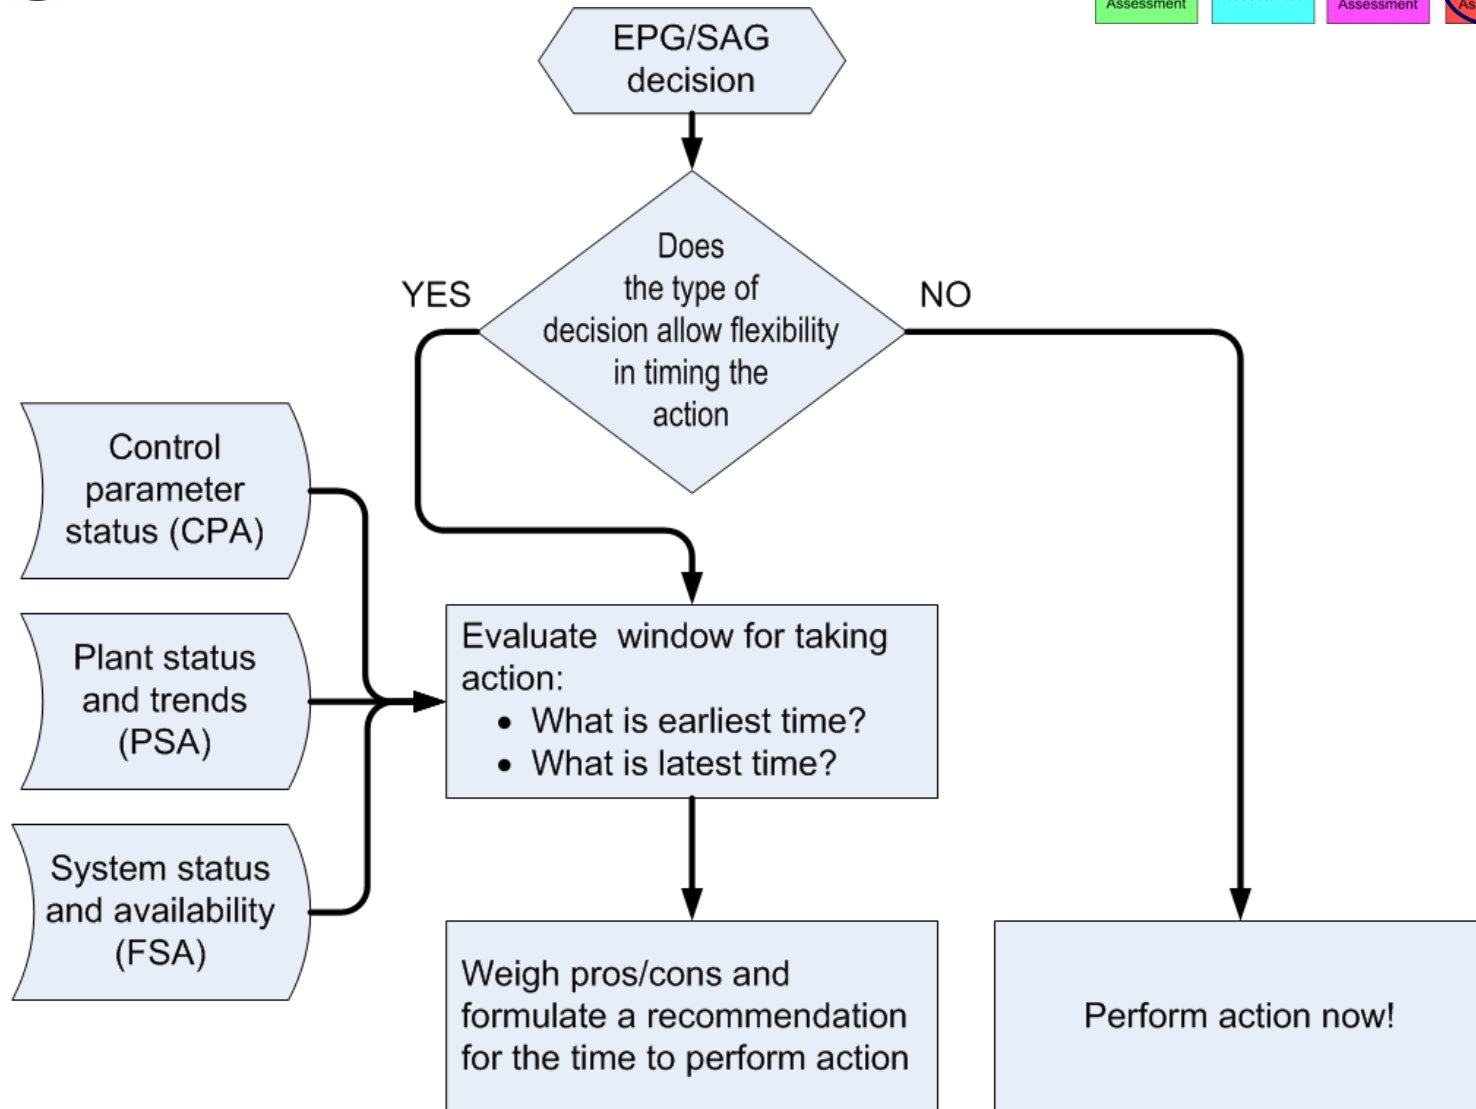 Assessment
Assessment
As
EPG/SAG
decision
Does
the type of
decision allow flexibility
in timing the
action
YES
NO
Control
parameter
status (CPA)
Plant status
and trends
(PSA)
System status
and availability
(FSA)
Evaluate  window for taking
action:
• What is earliest time?
• What is latest time?
Weigh pros/cons and
formulate a recommendation
for the time to perform action
Perform action now!